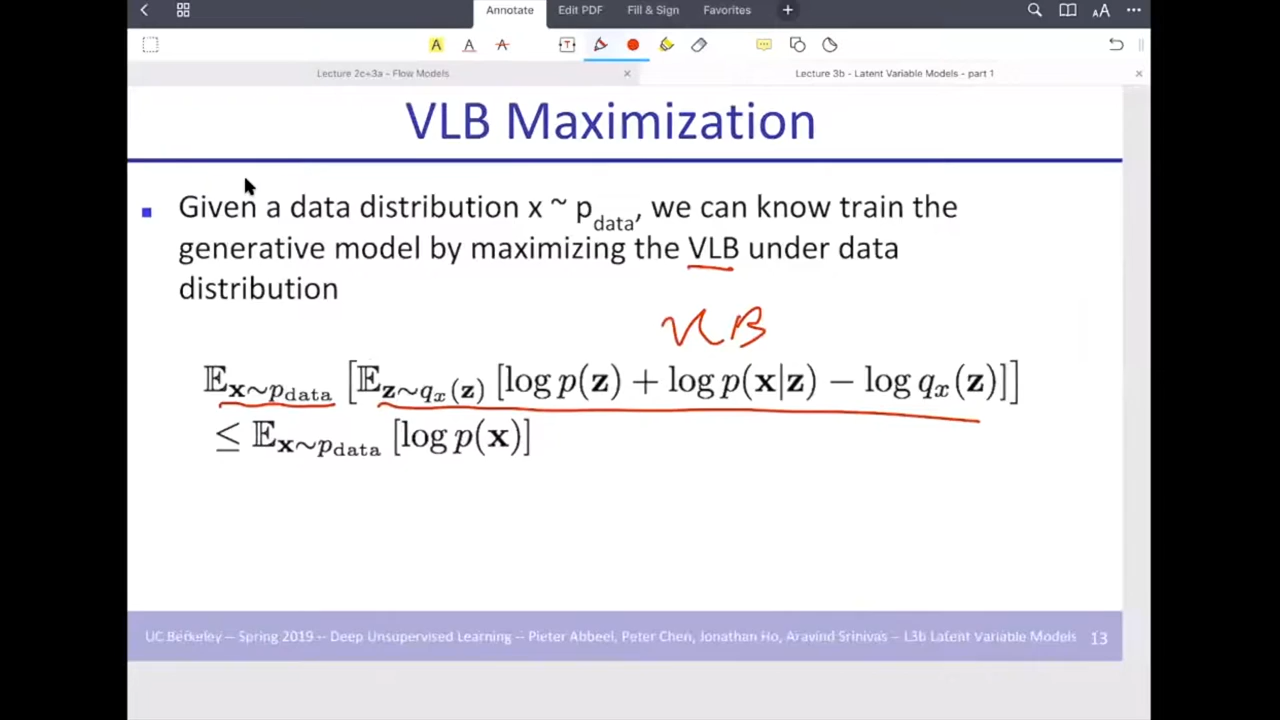 Annotate Edit PDF Fill & Sign Favorites
Lecture 2c+3a - Flow Models
Lecture 3b - Latent Variable Models - part 1
VLB Maximization
Given a data distribution x ~ p_data, we can know train the
generative model by maximizing the VLB under data
distribution
VLB
𝔼_{x∼p_data} [𝔼_{z∼q_x(z)} [log p(z) + log p(x|z) − log q_x(z)]]
≤ 𝔼_{x∼p_data} [log p(x)]
UC Berkeley -- Spring 2019 -- Deep Unsupervised Learning -- Pieter Abbeel, Peter Chen, Jonathan Ho, Aravind Srinivas -- L3b Latent Variable Models 13